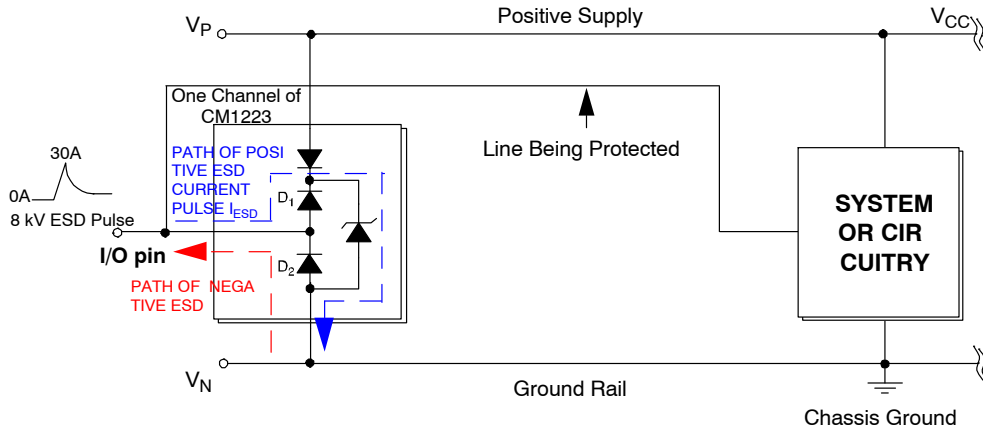 VP
Positive Supply
VCC
One Channel of
CM1223
30A
0A
8 kV ESD Pulse
I/O pin
PATH OF POSI
TIVE ESD
CURRENT
PULSE IESD
D1
D2
PATH OF NEGA
TIVE ESD
Line Being Protected
SYSTEM
OR CIR
CUITRY
VN
Ground Rail
Chassis Ground